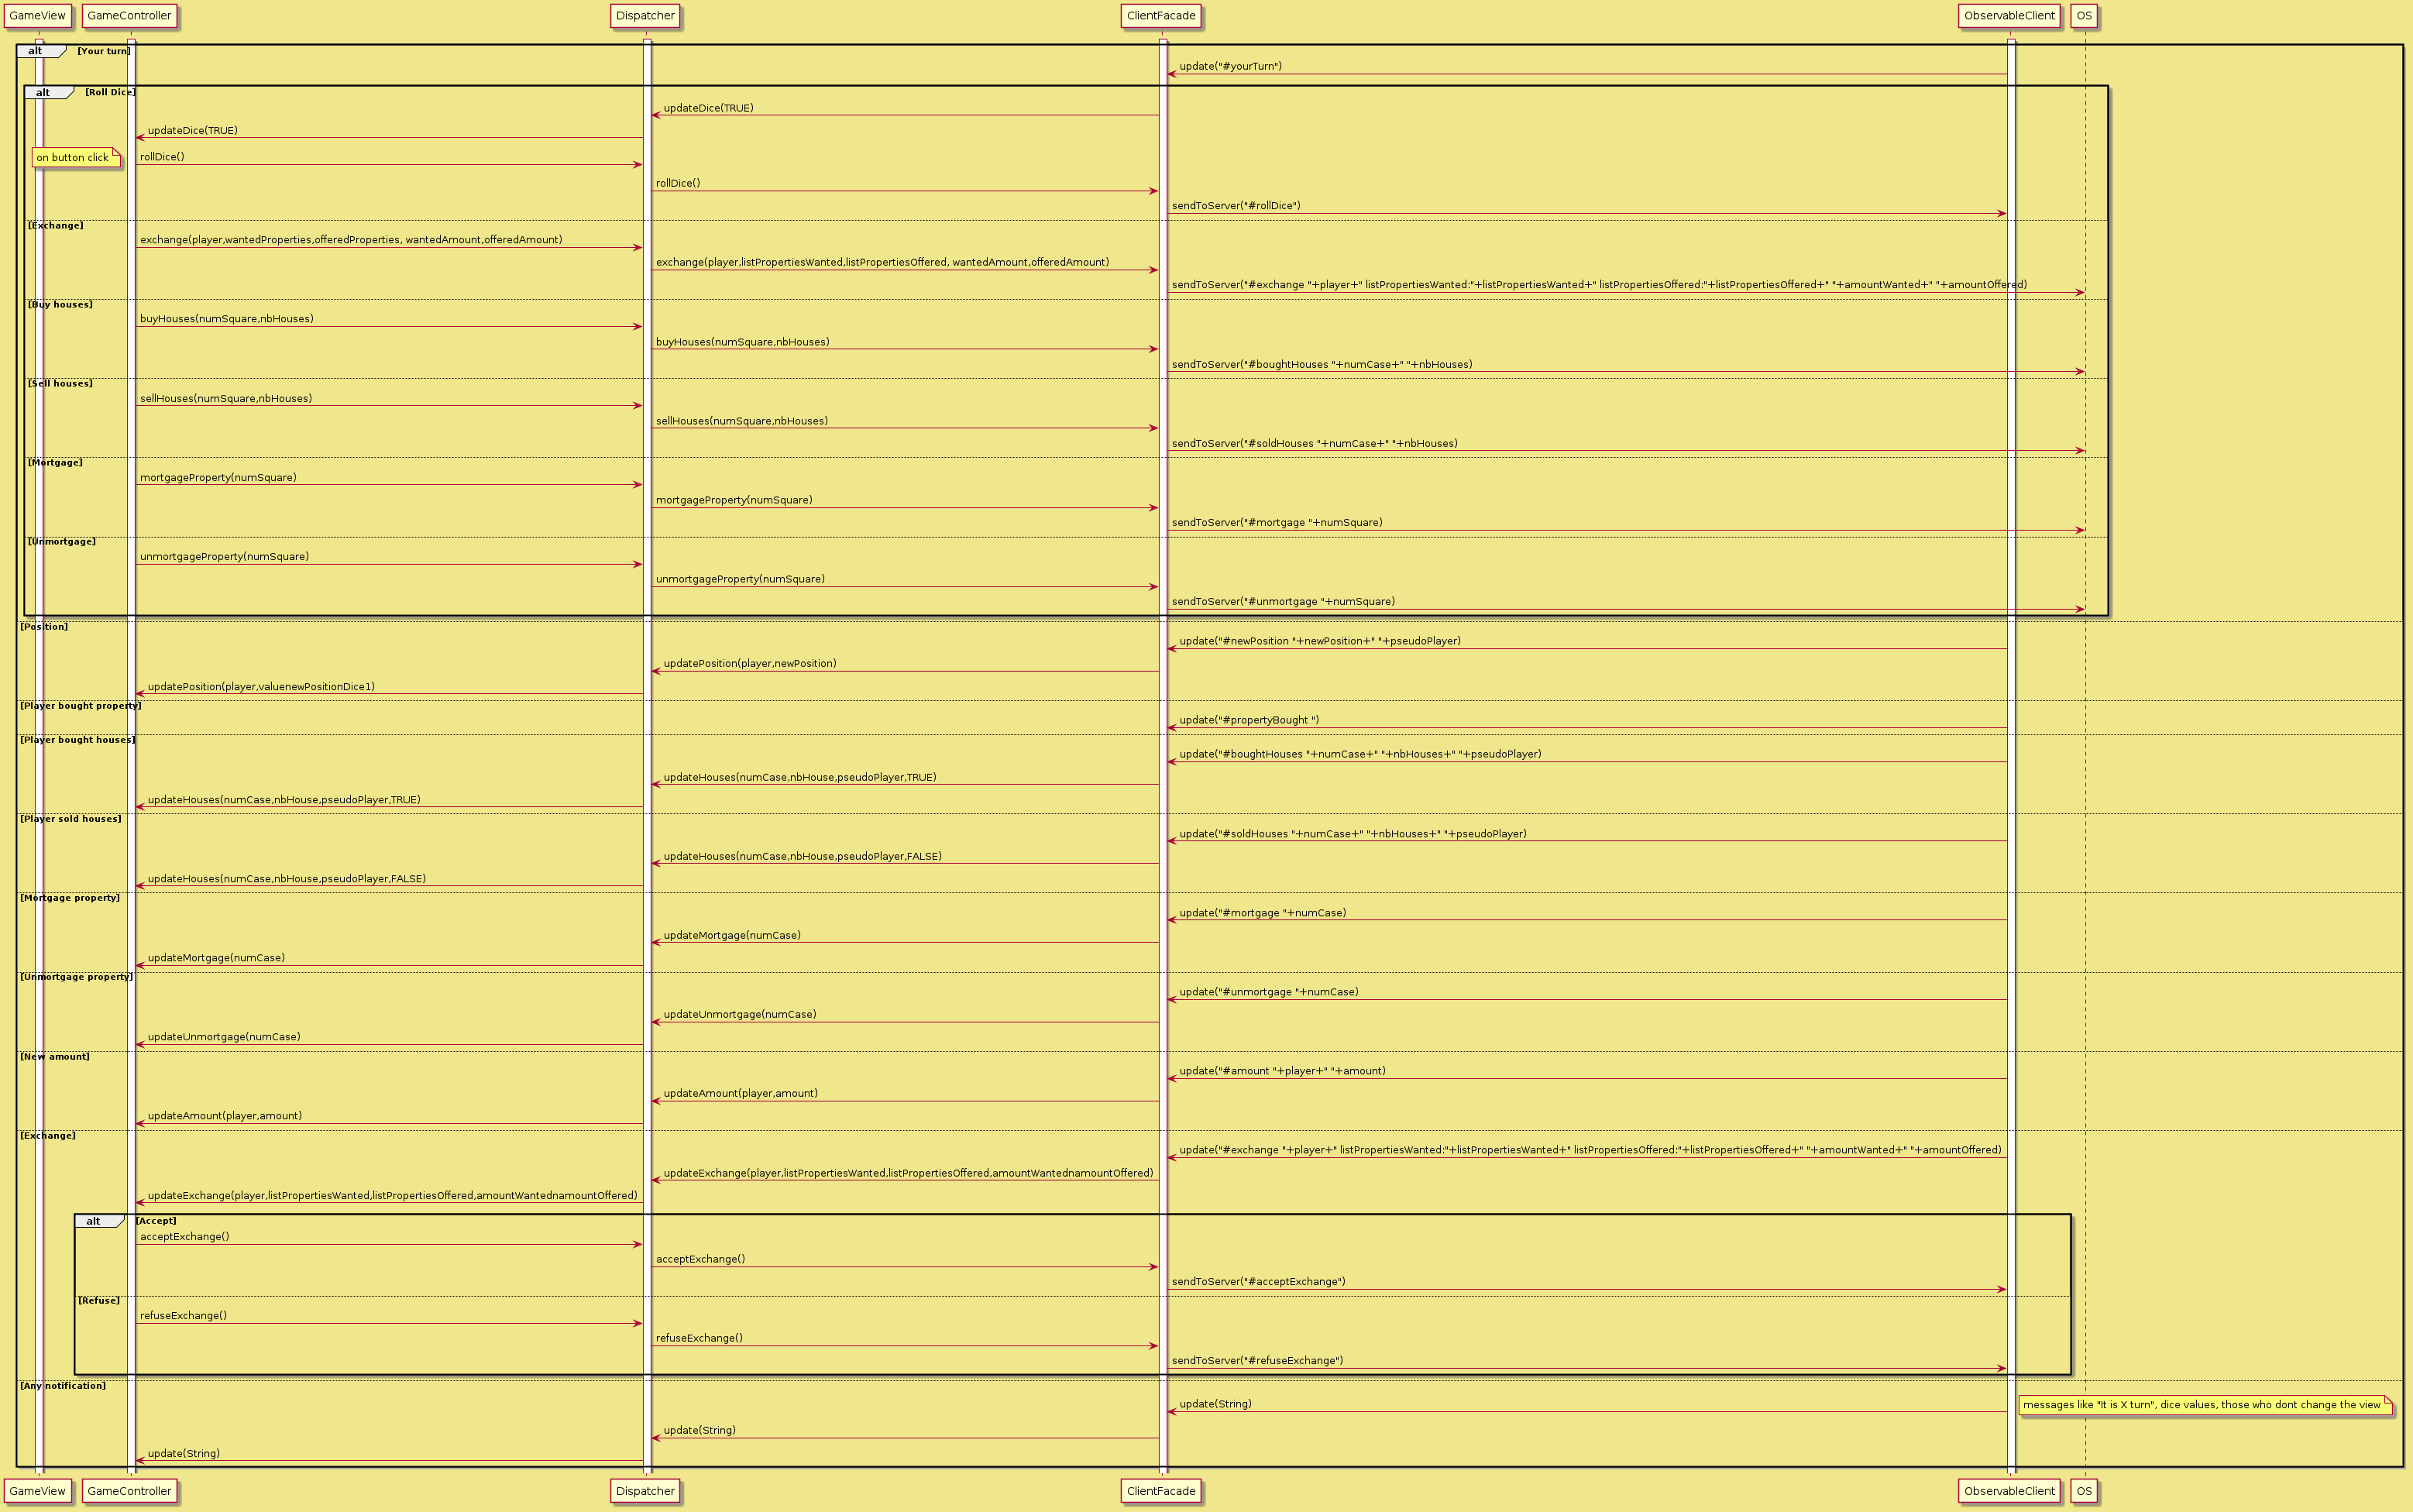 GameView
GameController
Dispatcher
ClientFacade
ObservableClient
OS
alt [Your turn]
update("#yourTurn")
alt [Roll Dice]
updateDice(TRUE)
updateDice(TRUE)
on button click
rollDice()
rollDice()
sendToServer("#rollDice")
[Exchange]
exchange(player,wantedProperties,offeredProperties, wantedAmount,offeredAmount)
exchange(player,listPropertiesWanted,listPropertiesOffered, wantedAmount,offeredAmount)
sendToServer("#exchange "+player+" listPropertiesWanted:"+listPropertiesWanted+" listPropertiesOffered:"+listPropertiesOffered+" "+amountWanted+" "+amountOffered)
[Buy houses]
buyHouses(numSquare,nbHouses)
buyHouses(numSquare,nbHouses)
sendToServer("#boughtHouses "+numCase+" "+nbHouses)
[Sell houses]
sellHouses(numSquare,nbHouses)
sellHouses(numSquare,nbHouses)
sendToServer("#soldHouses "+numCase+" "+nbHouses)
[Mortgage]
mortgageProperty(numSquare)
mortgageProperty(numSquare)
sendToServer("#mortgage "+numSquare)
[Unmortgage]
unmortgageProperty(numSquare)
unmortgageProperty(numSquare)
sendToServer("#unmortgage "+numSquare)
[Position]
update("#newPosition "+newPosition+" "+pseudoPlayer)
updatePosition(player,newPosition)
updatePosition(player,valuenewPositionDice1)
[Player bought property]
update("#propertyBought ")
[Player bought houses]
update("#boughtHouses "+numCase+" "+nbHouses+" "+pseudoPlayer)
updateHouses(numCase,nbHouse,pseudoPlayer,TRUE)
updateHouses(numCase,nbHouse,pseudoPlayer,TRUE)
[Player sold houses]
update("#soldHouses "+numCase+" "+nbHouses+" "+pseudoPlayer)
updateHouses(numCase,nbHouse,pseudoPlayer,FALSE)
updateHouses(numCase,nbHouse,pseudoPlayer,FALSE)
[Mortgage property]
update("#mortgage "+numCase)
updateMortgage(numCase)
updateMortgage(numCase)
[Unmortgage property]
update("#unmortgage "+numCase)
updateUnmortgage(numCase)
updateUnmortgage(numCase)
[New amount]
update("#amount "+player+" "+amount)
updateAmount(player,amount)
updateAmount(player,amount)
[Exchange]
update("#exchange "+player+" listPropertiesWanted:"+listPropertiesWanted+" listPropertiesOffered:"+listPropertiesOffered+" "+amountWanted+" "+amountOffered)
updateExchange(player,listPropertiesWanted,listPropertiesOffered,amountWantednamountOffered)
updateExchange(player,listPropertiesWanted,listPropertiesOffered,amountWantednamountOffered)
alt [Accept]
acceptExchange()
acceptExchange()
sendToServer("#acceptExchange")
[Refuse]
refuseExchange()
refuseExchange()
sendToServer("#refuseExchange")
[Any notification]
update(String)
messages like "It is X turn", dice values, those who dont change the view
update(String)
update(String)
GameView
GameController
Dispatcher
ClientFacade
ObservableClient
OS